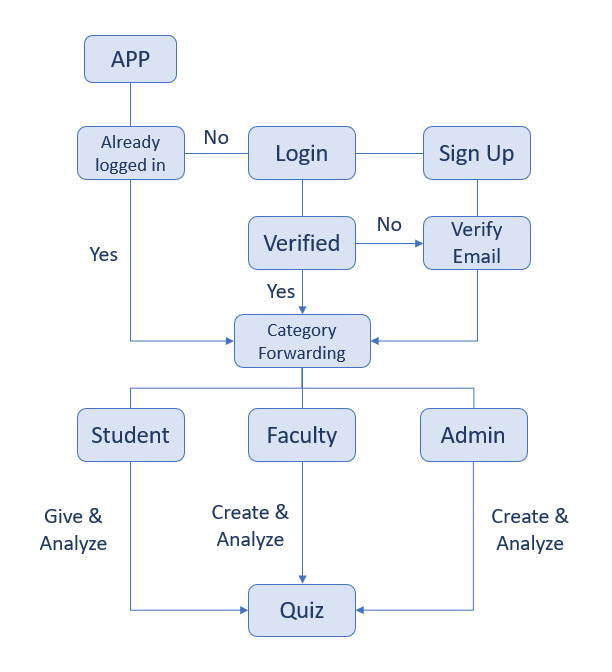 APP
Already
logged in
No
Login
Sign Up
Verified
No
Verify
Email
Yes
Yes
Category
Forwarding
Student
Faculty
Admin
Give &
Analyze
Create &
Analyze
Create &
Analyze
Quiz